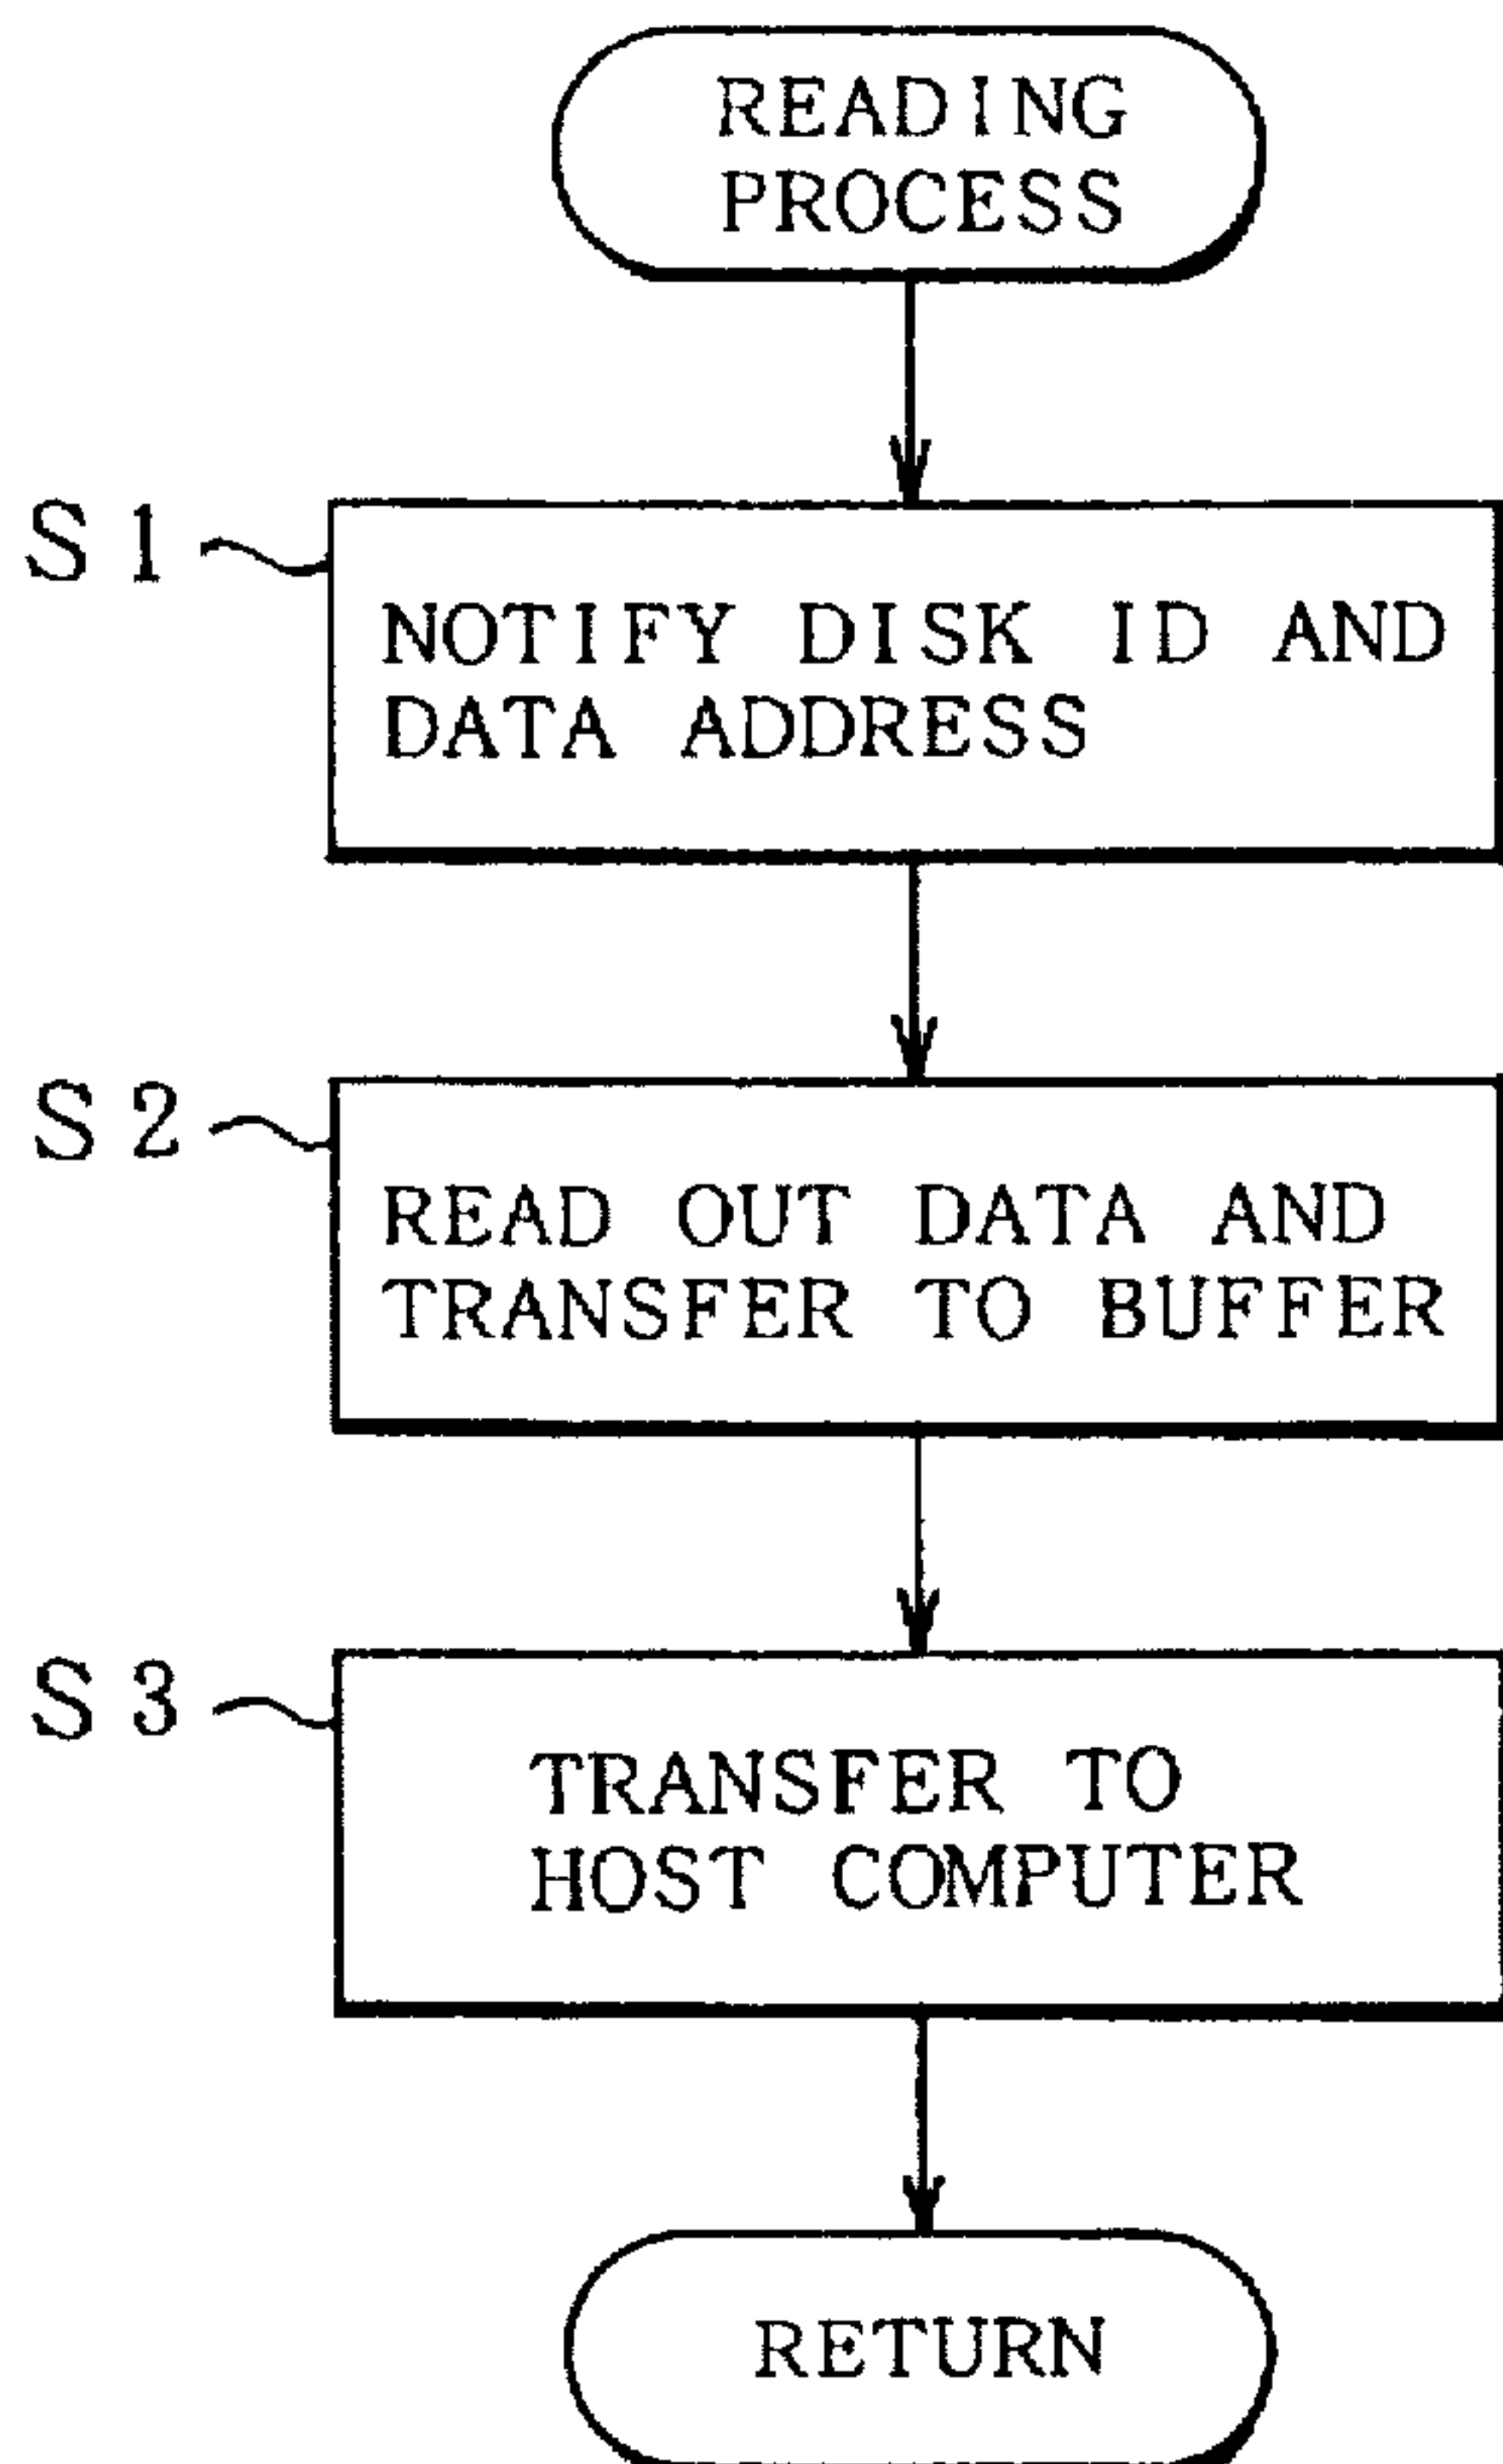 READING
PROCESS
S1
NOTIFY DISK ID AND
DATA ADDRESS
S2
READ OUT DATA AND
TRANSFER TO BUFFER
S3
TRANSFER TO
HOST COMPUTER
RETURN